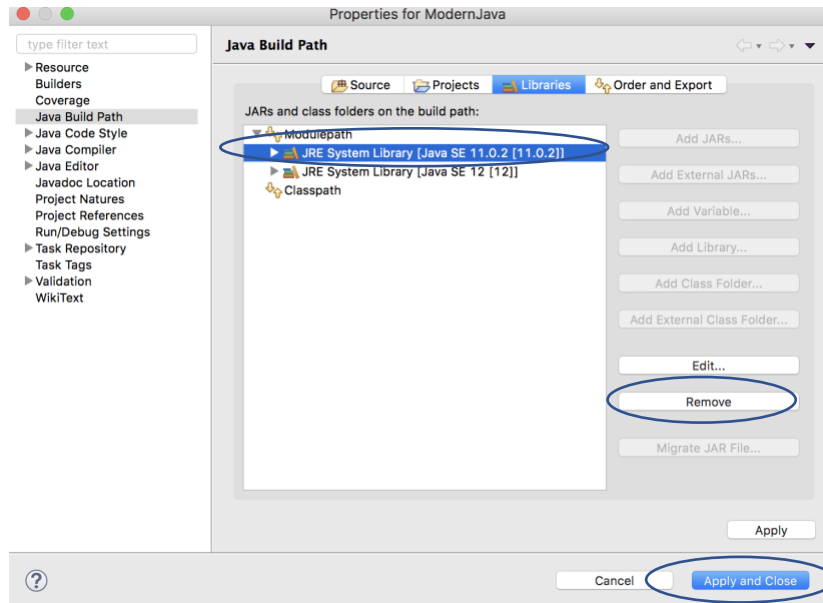 Properties for ModernJava
type filter text
Resource
Builders
Coverage
Java Build Path
Java Code Style
Java Compiler
Java Editor
Javadoc Location
Project Natures
Project References
Run/Debug Settings
Task Repository
Task Tags
Validation
WikiText
Java Build Path
Source Projects Libraries Order and Export
JARs and class folders on the build path:
Modulepath
JRE System Library [Java SE 11.0.2 [11.0.2]]
JRE System Library [Java SE 12 [12]]
Classpath
Add JARs...
Add External JARs...
Add Variable...
Add Library...
Add Class Folder...
Add External Class Folder...
Edit...
Remove
Migrate JAR File...
Apply
?
Cancel
Apply and Close